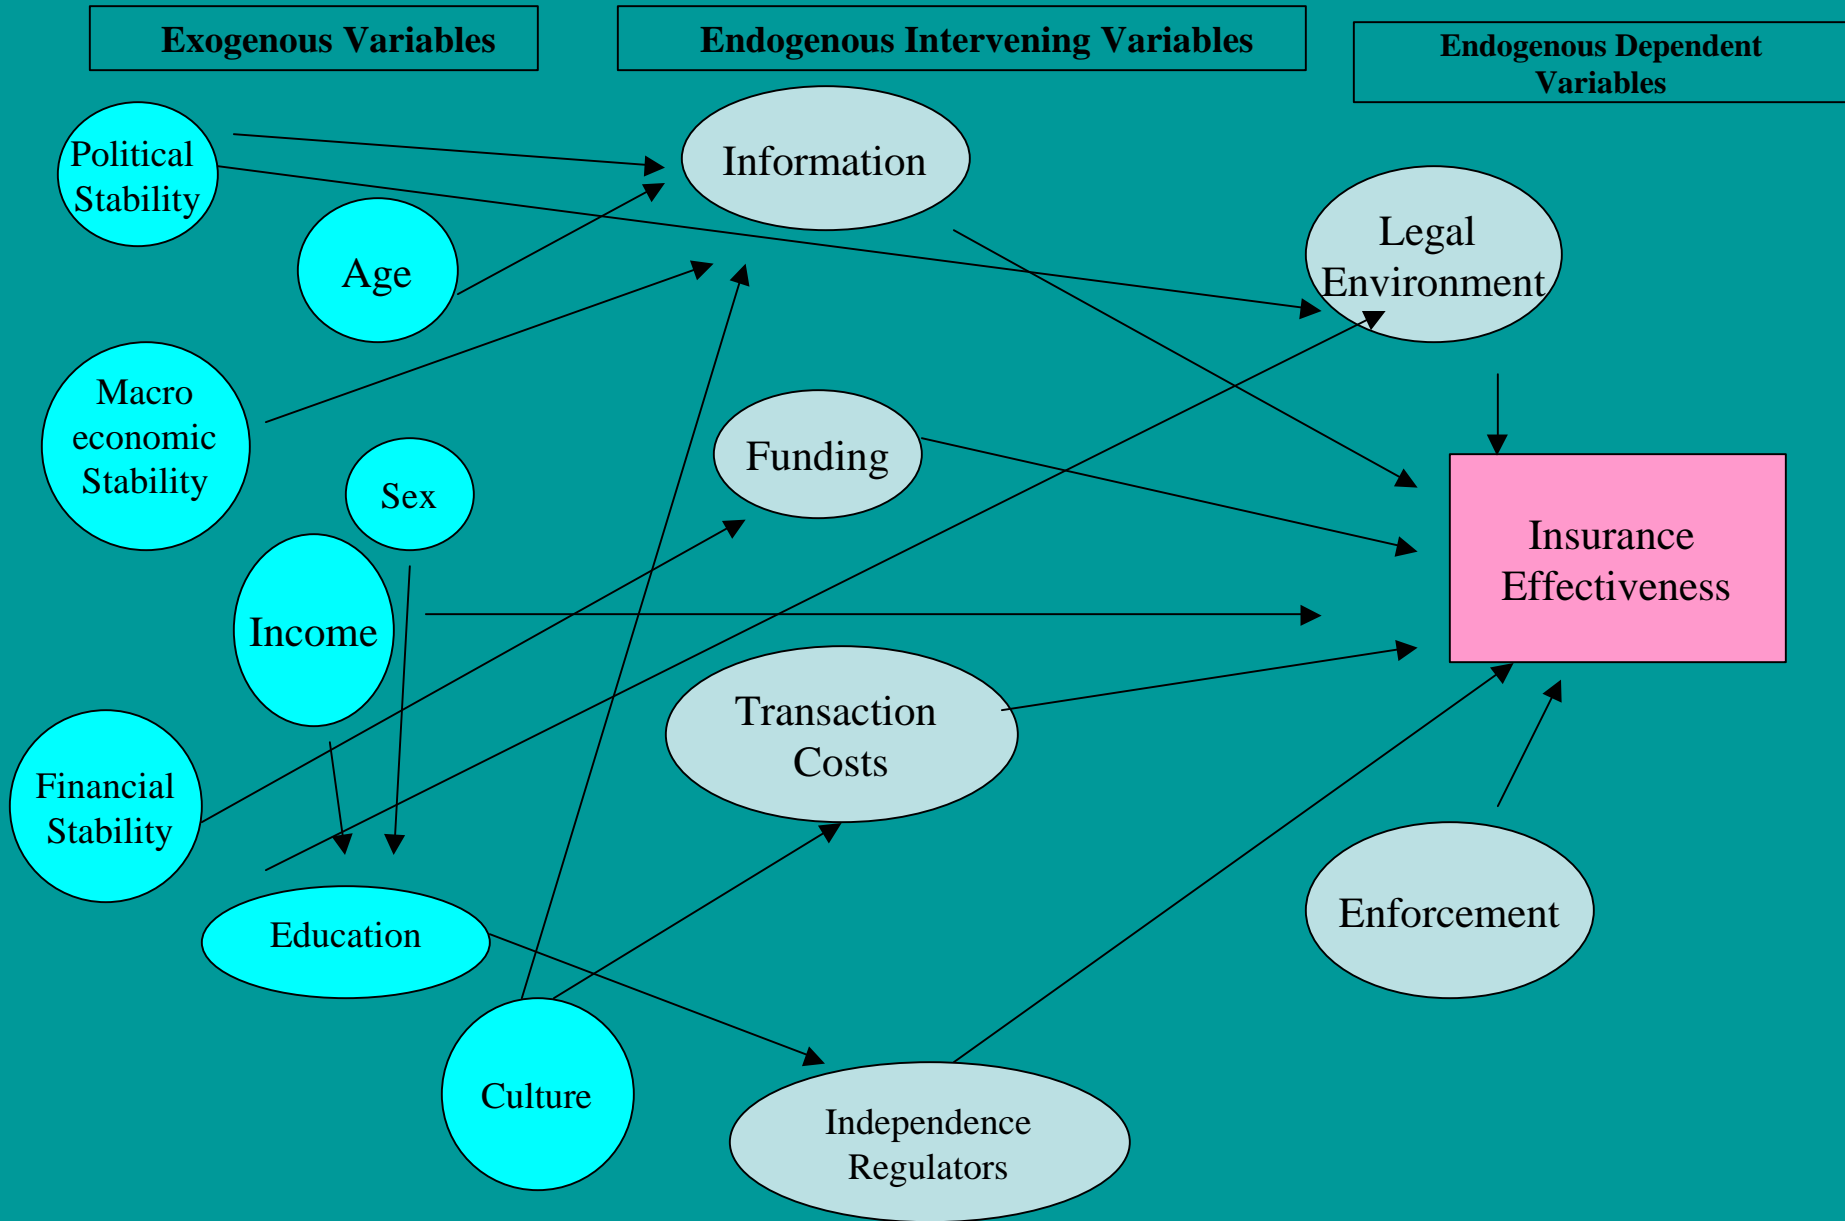 Exogenous Variables
Endogenous Intervening Variables
Endogenous Dependent
Variables
Political
Stability
Information
Age
Legal
Environment
Macro
economic
Stability
Sex
Funding
Insurance
Effectiveness
Income
Transaction
Costs
Financial
Stability
Education
Enforcement
Culture
Independence
Regulators